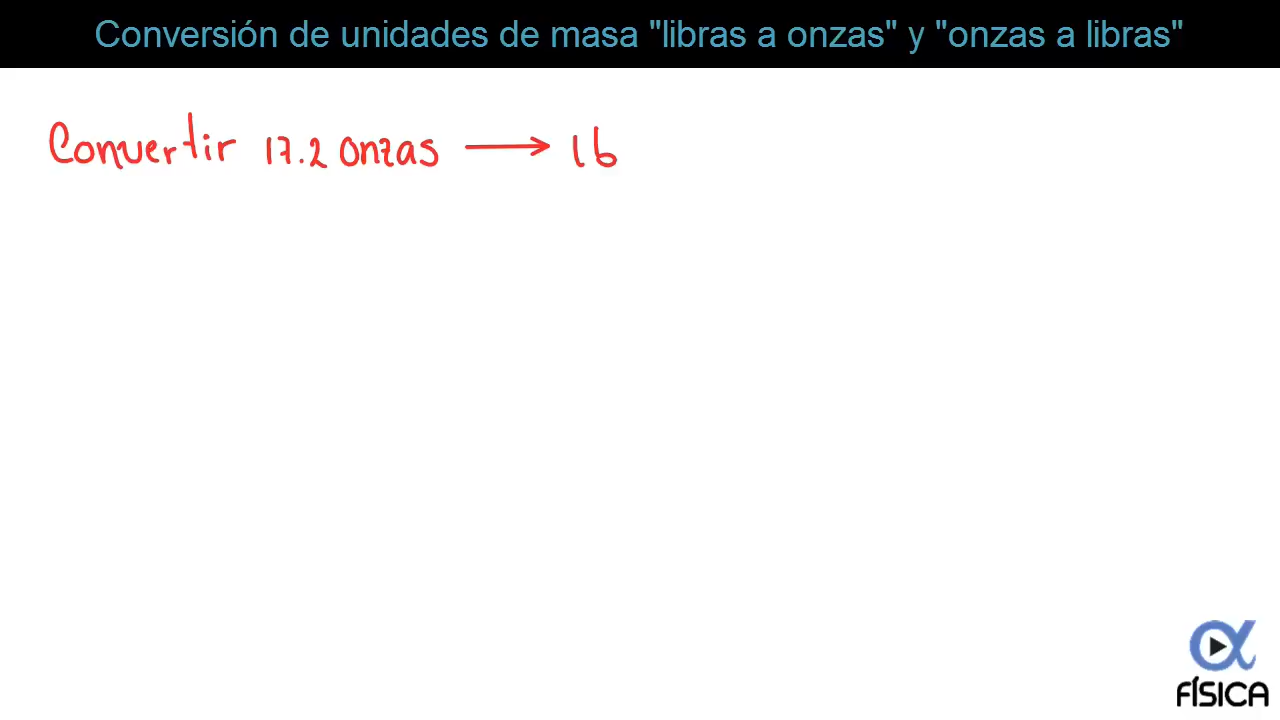 Conversión de unidades de masa "libras a onzas" y "onzas a libras"
Convertir 17.2 onzas → lb
FÍSICA